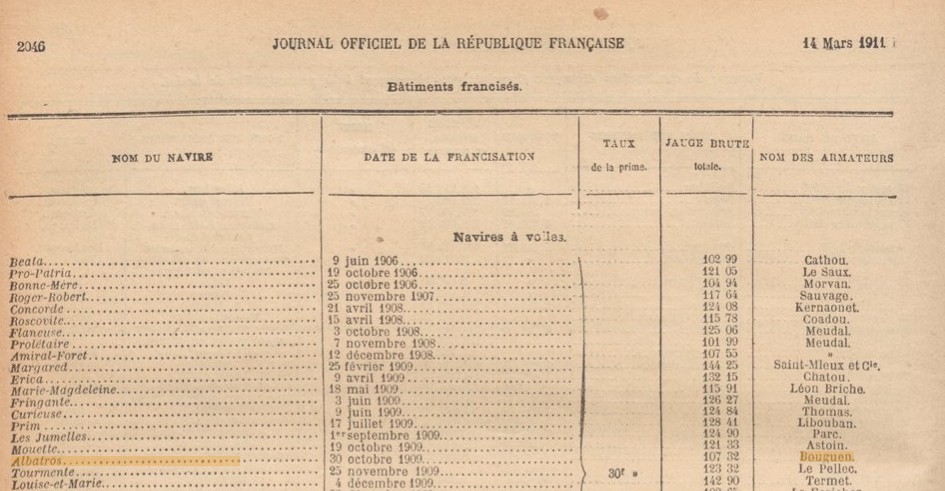 2046 JOURNAL OFFICIEL DE LA RÉPUBLIQUE FRANÇAISE 14 Mars 1911
Bâtiments francisés.
NOM DU NAVIRE DATE DE LA FRANCISATION TAUX de la prime. JAUGE BRUTE totale. NOM DES ARMATEURS
Navires à voiles.
Beata 9 juin 1906 102 99 Cathou.
Pro-Patria 19 octobre 1906 121 05 Le Saux.
Bonne-Mère 25 octobre 1906 104 94 Morvan.
Roger-Robert 25 novembre 1907 117 64 Sauvage.
Concorde 21 avril 1908 124 08 Kernaonet.
Roscovite 15 avril 1908 115 78 Coadou.
Flaneuse 3 octobre 1908 125 06 Meudal.
Prolétaire 7 novembre 1908 101 99 Meudal.
Amiral-Foret 12 décembre 1908 107 55 »
Margared 25 février 1909 144 25 Saint-Mleux et Cie.
Erica 9 avril 1909 132 15 Chatou.
Marie-Magdeleine 18 mai 1909 115 91 Léon Briche.
Fringante 3 juin 1909 126 27 Meudal.
Curieuse 9 juin 1909 124 84 Thomas.
Prim 17 juillet 1909 128 41 Libouban.
Les Jumelles 1er septembre 1909 124 90 Parc.
Mouette 19 octobre 1909 121 33 Astoin.
Albatros 30 octobre 1909 107 32 Bouguen.
Tourmente 25 novembre 1909 30f » 123 32 Le Pellec.
Louise-et-Marie 4 décembre 1909 142 90 Termet.